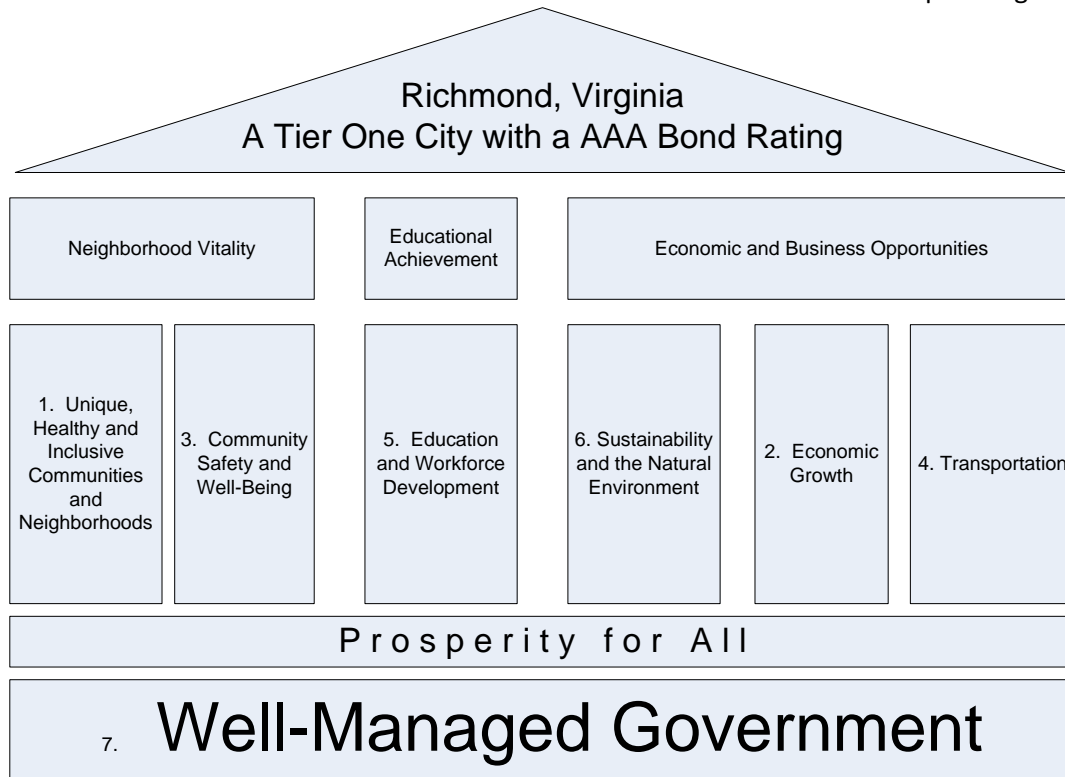 Richmond, Virginia
A Tier One City with a AAA Bond Rating
Neighborhood Vitality
Educational
Achievement
Economic and Business Opportunities
1. Unique,
Healthy and
Inclusive
Communities
and
Neighborhoods
3. Community
Safety and
Well-Being
5. Education
and Workforce
Development
6. Sustainability
and the Natural
Environment
2. Economic
Growth
4. Transportation
Prosperity for All
7. Well-Managed Government